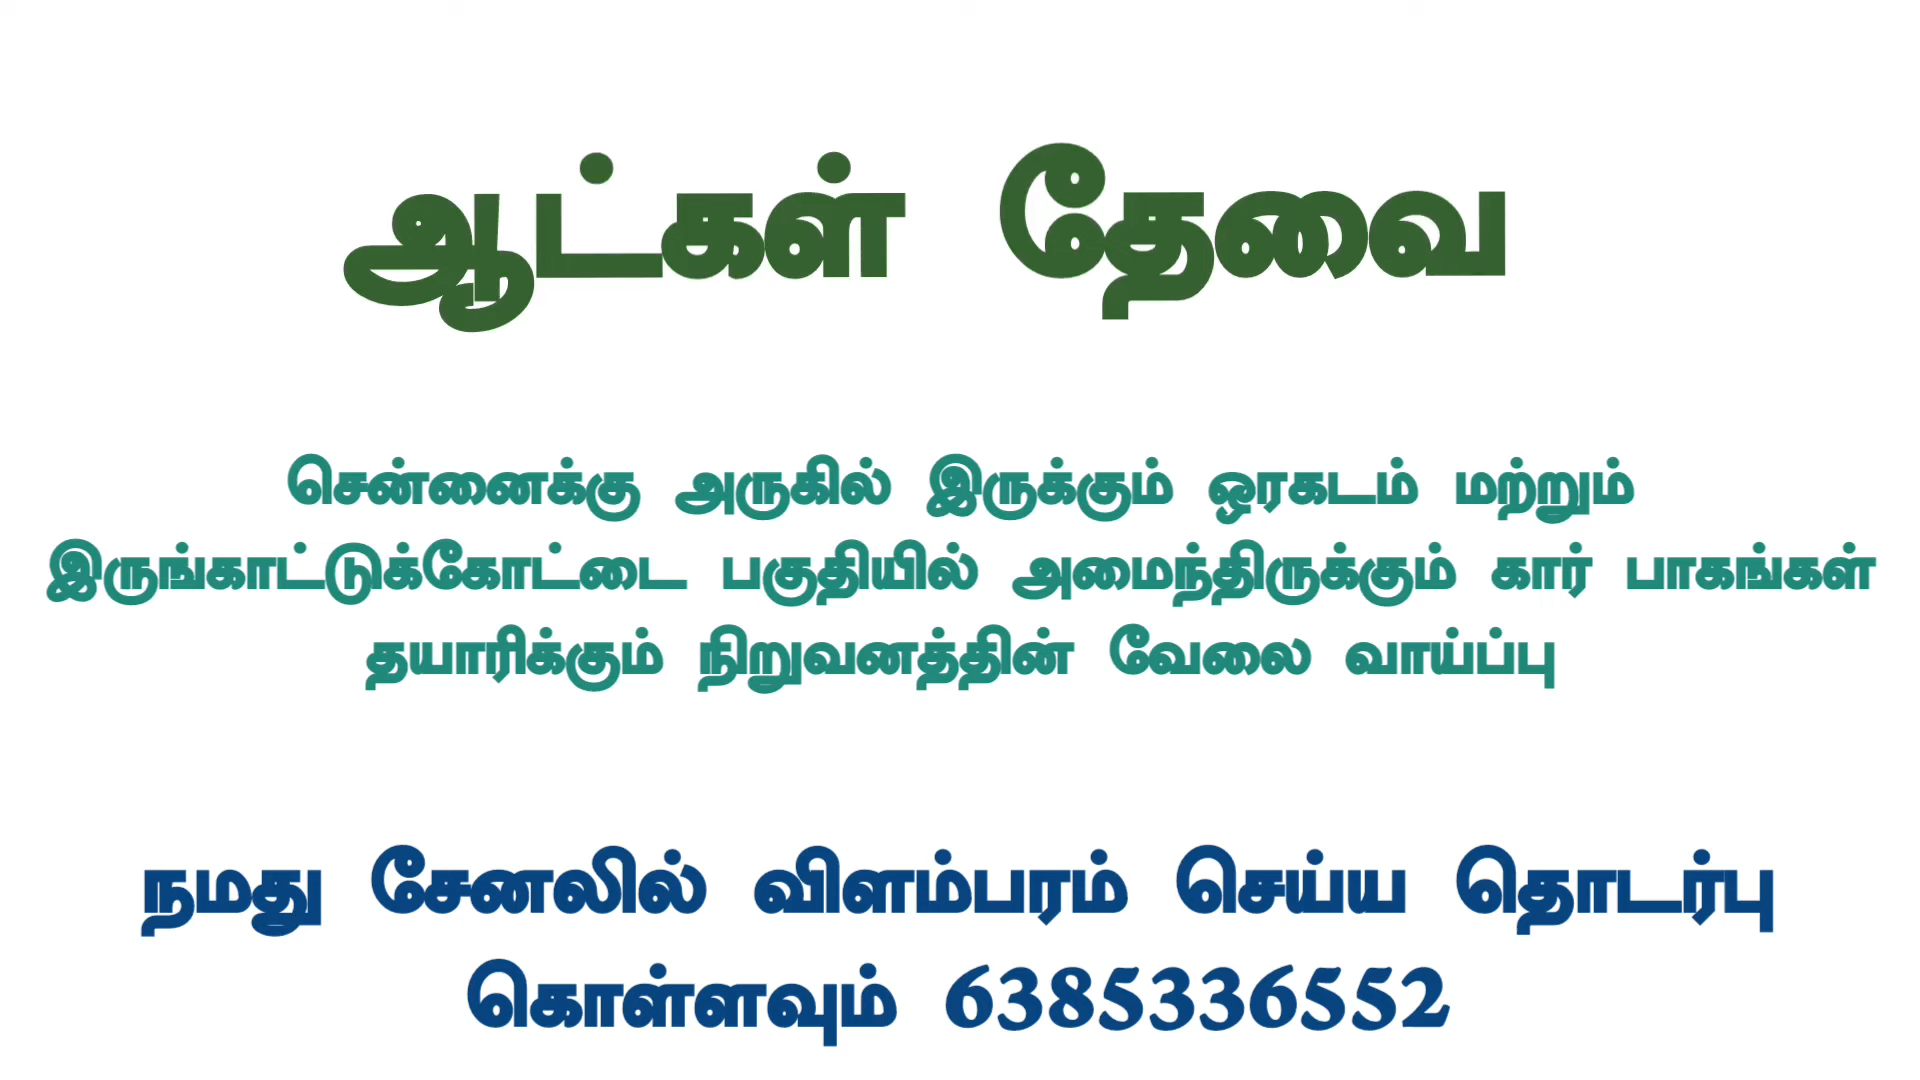 ஆட்கள் தேவை
சென்னைக்கு அருகில் இருக்கும் ஒரகடம் மற்றும்
இருங்காட்டுக்கோட்டை பகுதியில் அமைந்திருக்கும் கார் பாகங்கள்
தயாரிக்கும் நிறுவனத்தின் வேலை வாய்ப்பு
நமது சேனலில் விளம்பரம் செய்ய தொடர்பு
கொள்ளவும் 6385336552